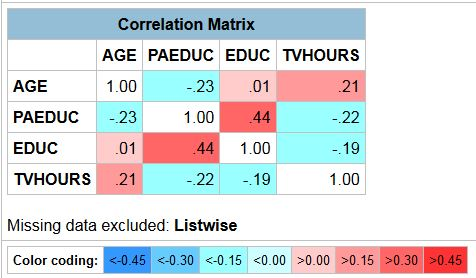 Correlation Matrix
AGE PAEDUC EDUC TVHOURS
AGE 1.00 -.23 .01 .21
PAEDUC -.23 1.00 .44 -.22
EDUC .01 .44 1.00 -.19
TVHOURS .21 -.22 -.19 1.00
Missing data excluded: Listwise
Color coding: <-0.45 <-0.30 <-0.15 <0.00 >0.00 >0.15 >0.30 >0.45